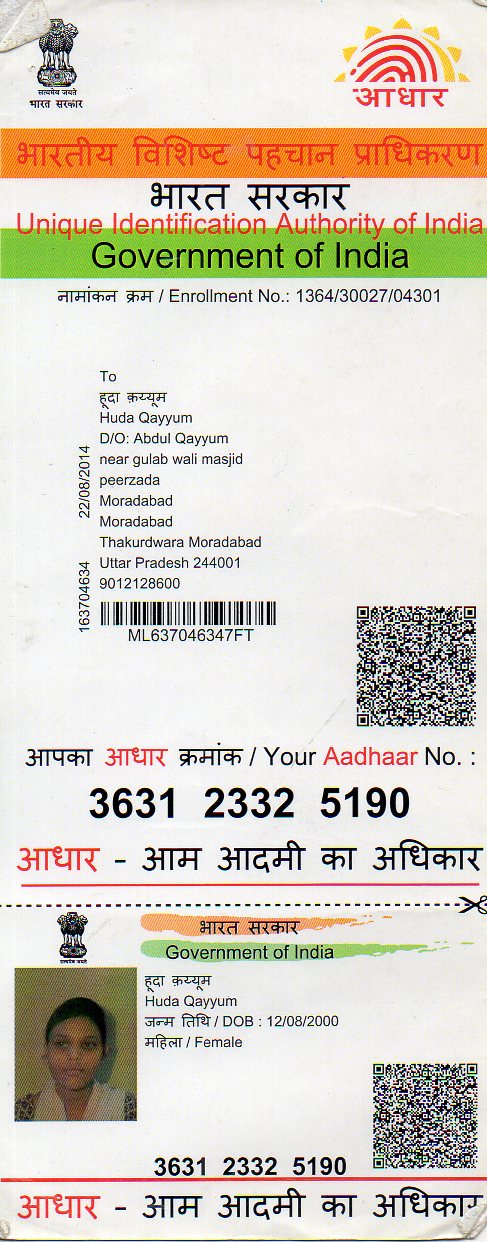 सत्यमेव जयते
भारत सरकार
आधार
भारतीय विशिष्ट पहचान प्राधिकरण
भारत सरकार
Unique Identification Authority of India
Government of India
नामांकन क्रम / Enrollment No.: 1364/30027/04301
To
हूदा क़य्यूम
Huda Qayyum
D/O: Abdul Qayyum
near gulab wali masjid
peerzada
Moradabad
Moradabad
Thakurdwara Moradabad
Uttar Pradesh 244001
9012128600
22/08/2014
163704634
ML637046347FT
आपका आधार क्रमांक / Your Aadhaar No. :
3631 2332 5190
आधार - आम आदमी का अधिकार
सत्यमेव जयते
भारत सरकार
Government of India
हूदा क़य्यूम
Huda Qayyum
जन्म तिथि / DOB : 12/08/2000
महिला / Female
3631 2332 5190
आधार - आम आदमी का अधिकार